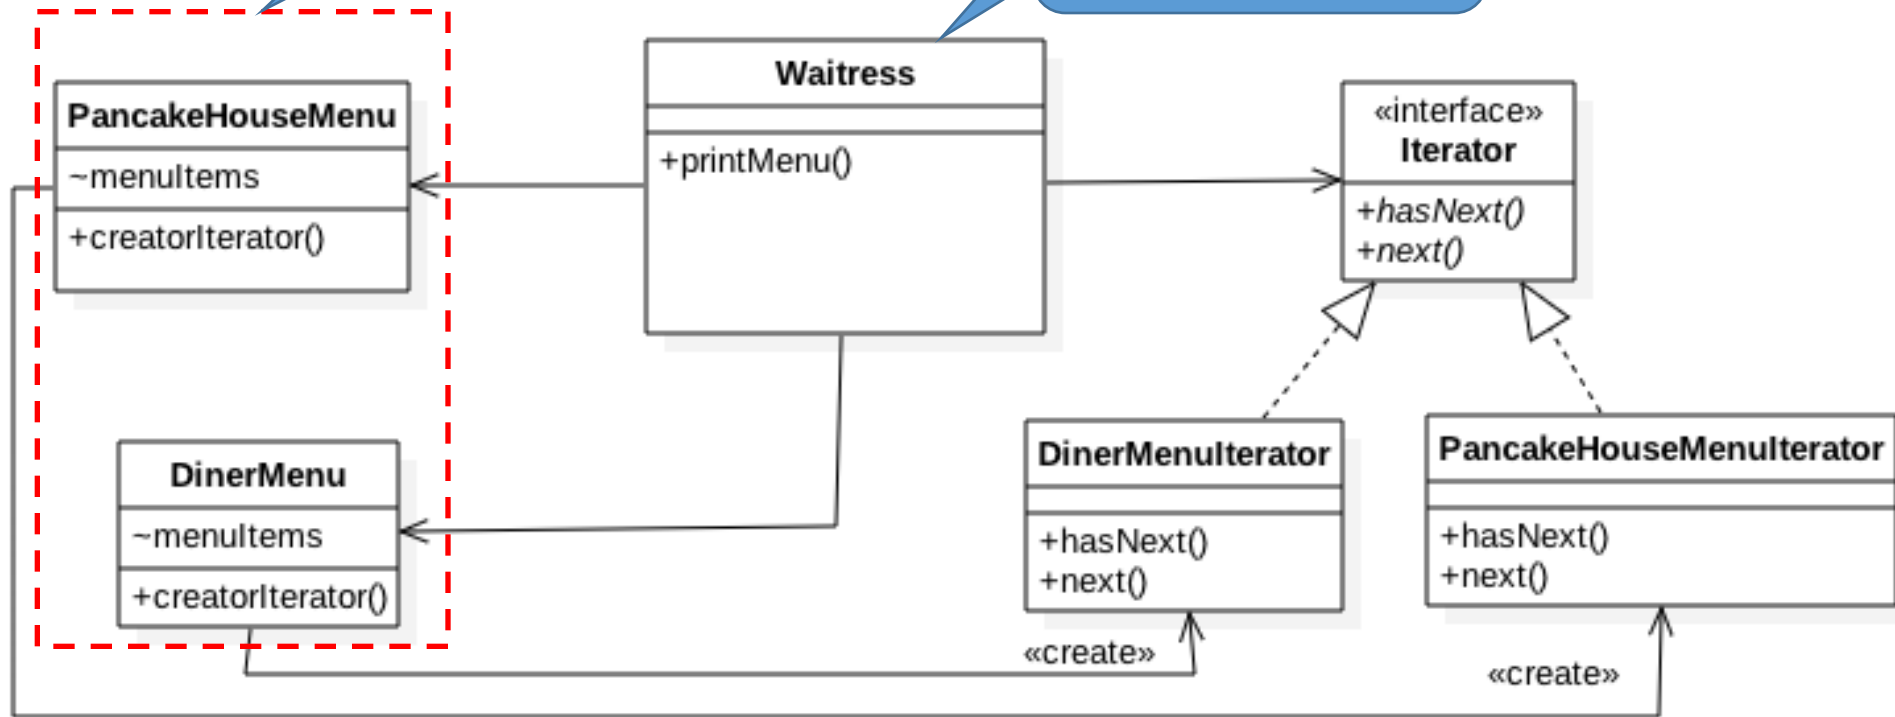 PancakeHouseMenu
~menuItems
+creatorIterator()
Waitress
+printMenu()
«interface»
Iterator
+hasNext()
+next()
DinerMenu
~menuItems
+creatorIterator()
DinerMenuIterator
+hasNext()
+next()
PancakeHouseMenuIterator
+hasNext()
+next()
«create»
«create»